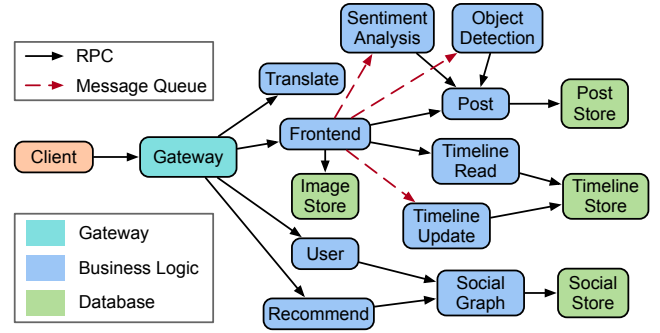 RPC
Message Queue
Sentiment
Analysis
Object
Detection
Translate
Post
Post
Store
Client
Gateway
Frontend
Timeline
Read
Image
Store
Timeline
Update
Timeline
Store
Gateway
Business Logic
Database
User
Recommend
Social
Graph
Social
Store